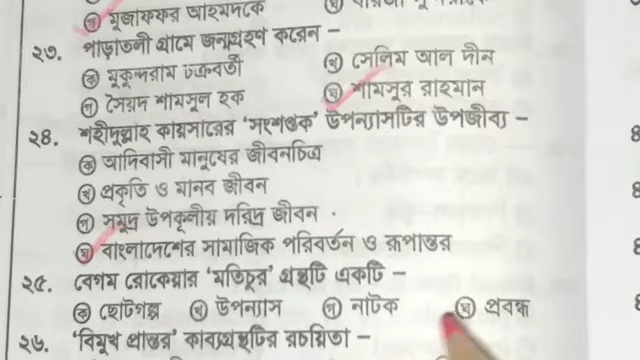 গ মুজাফফর আহমদকে ঘ
২৩. পাড়াতলী গ্রামে জন্মগ্রহণ করেন –
ক মুকুন্দরাম চক্রবর্তী খ সেলিম আল দীন
গ সৈয়দ শামসুল হক ঘ শামসুর রাহমান
২৪. শহীদুল্লাহ কায়সারের 'সংশপ্তক' উপন্যাসটির উপজীব্য –
ক আদিবাসী মানুষের জীবনচিত্র
খ প্রকৃতি ও মানব জীবন
গ সমুদ্র উপকূলীয় দরিদ্র জীবন
ঘ বাংলাদেশের সামাজিক পরিবর্তন ও রূপান্তর
২৫. বেগম রোকেয়ার 'মতিচুর' গ্রন্থটি একটি –
ক ছোটগল্প খ উপন্যাস গ নাটক ঘ প্রবন্ধ
২৬. 'বিমুখ প্রান্তর' কাব্যগ্রন্থটির রচয়িতা –